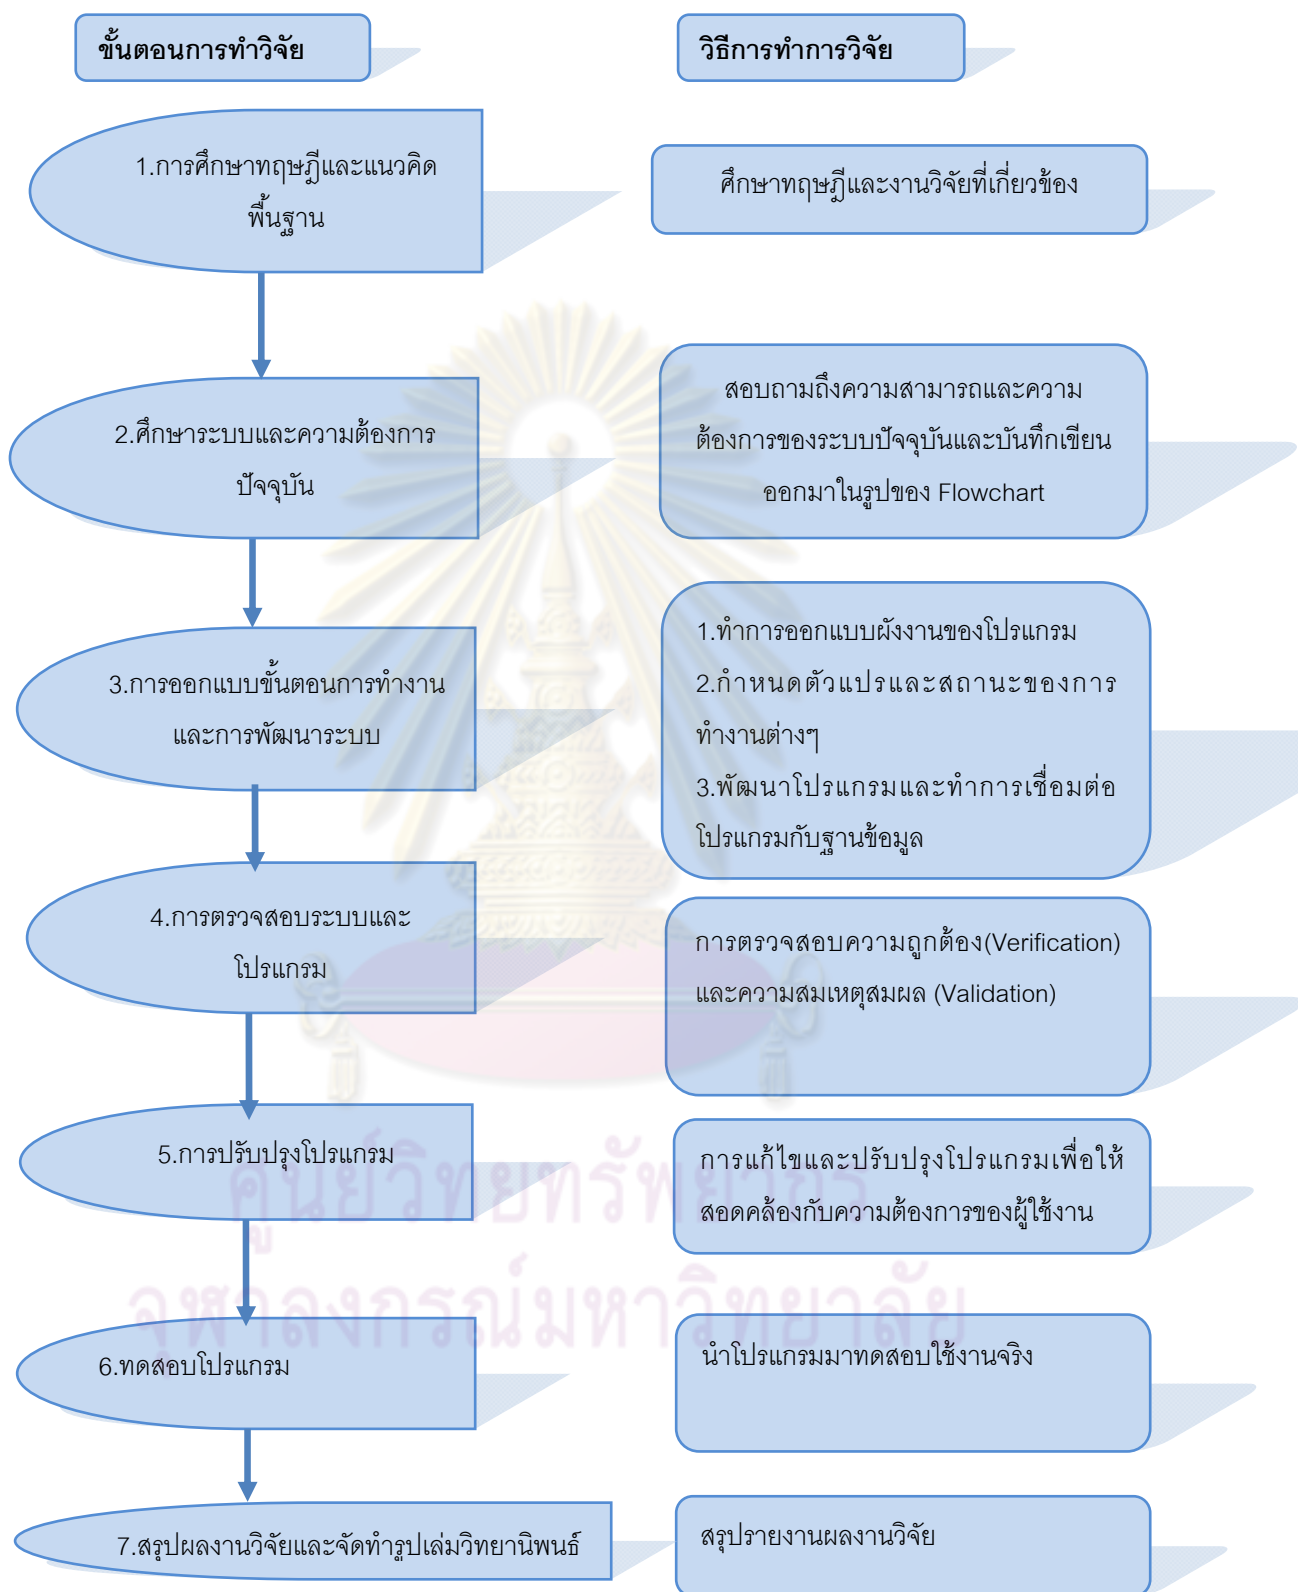 ขั้นตอนการทำวิจัย
วิธีการทำการวิจัย
1.การศึกษาทฤษฎีและแนวคิด
พื้นฐาน
ศึกษาทฤษฎีและงานวิจัยที่เกี่ยวข้อง
2.ศึกษาระบบและความต้องการ
ปัจจุบัน
สอบถามถึงความสามารถและความ
ต้องการของระบบปัจจุบันและบันทึกเขียน
ออกมาในรูปของ Flowchart
3.การออกแบบขั้นตอนการทำงาน
และการพัฒนาระบบ
1.ทำการออกแบบผังงานของโปรแกรม
2.กำหนดตัวแปรและสถานะของการ
ทำงานต่างๆ
3.พัฒนาโปรแกรมและทำการเชื่อมต่อ
โปรแกรมกับฐานข้อมูล
4.การตรวจสอบระบบและ
โปรแกรม
การตรวจสอบความถูกต้อง(Verification)
และความสมเหตุสมผล (Validation)
5.การปรับปรุงโปรแกรม
การแก้ไขและปรับปรุงโปรแกรมเพื่อให้
สอดคล้องกับความต้องการของผู้ใช้งาน
ศูนย์วิทยทรัพยากร
จุฬาลงกรณ์มหาวิทยาลัย
6.ทดสอบโปรแกรม
นำโปรแกรมมาทดสอบใช้งานจริง
7.สรุปผลงานวิจัยและจัดทำรูปเล่มวิทยานิพนธ์
สรุปรายงานผลงานวิจัย